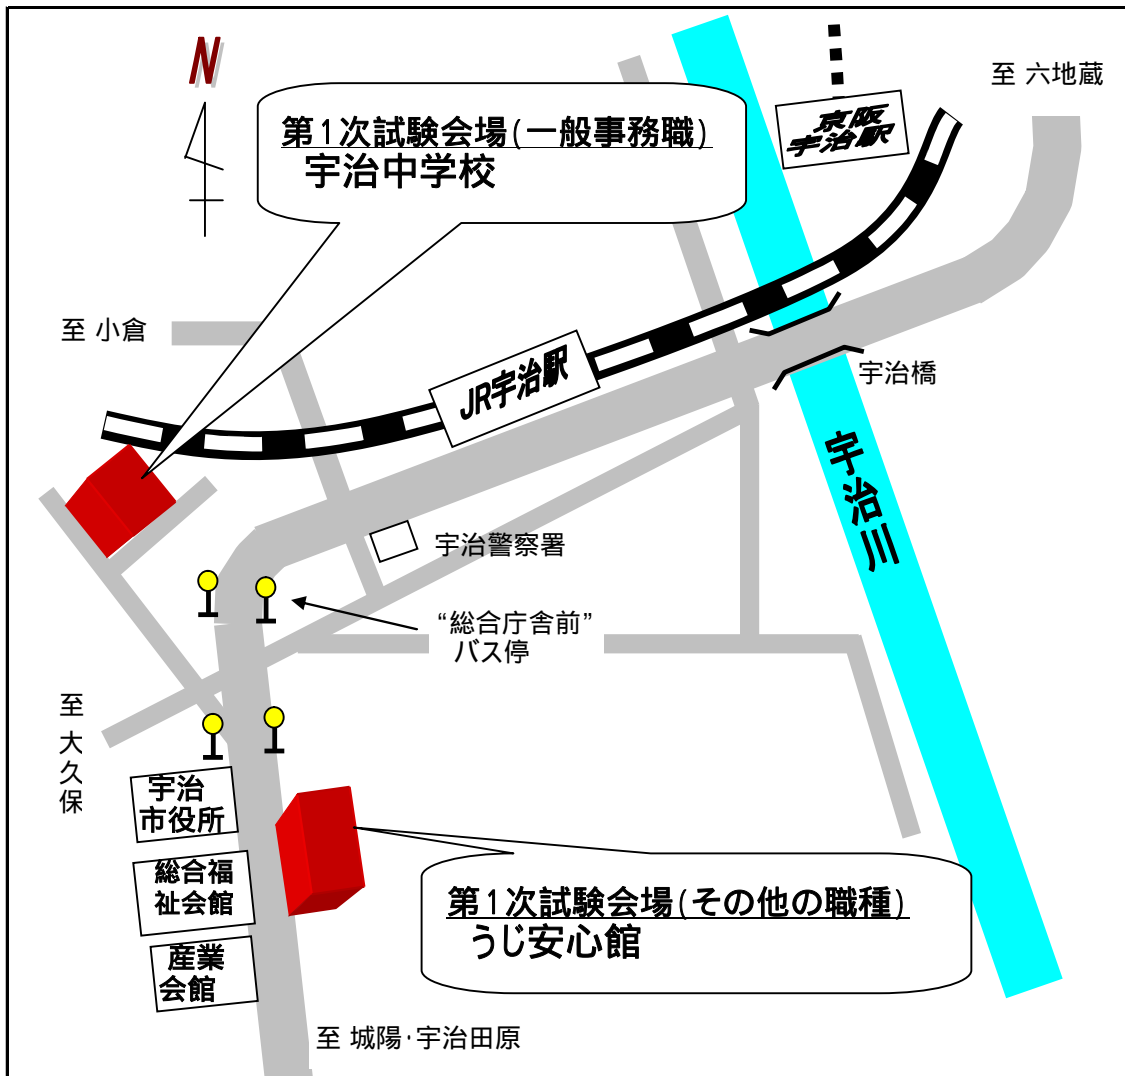 N
至 六地蔵
京阪
宇治駅
第1次試験会場(一般事務職)
宇治中学校
至 小倉
JR宇治駅
宇治橋
宇治川
宇治警察署
“総合庁舎前”
バス停
至 大久保
宇治
市役所
総合福
祉会館
第1次試験会場(その他の職種)
うじ安心館
産業
会館
至 城陽・宇治田原